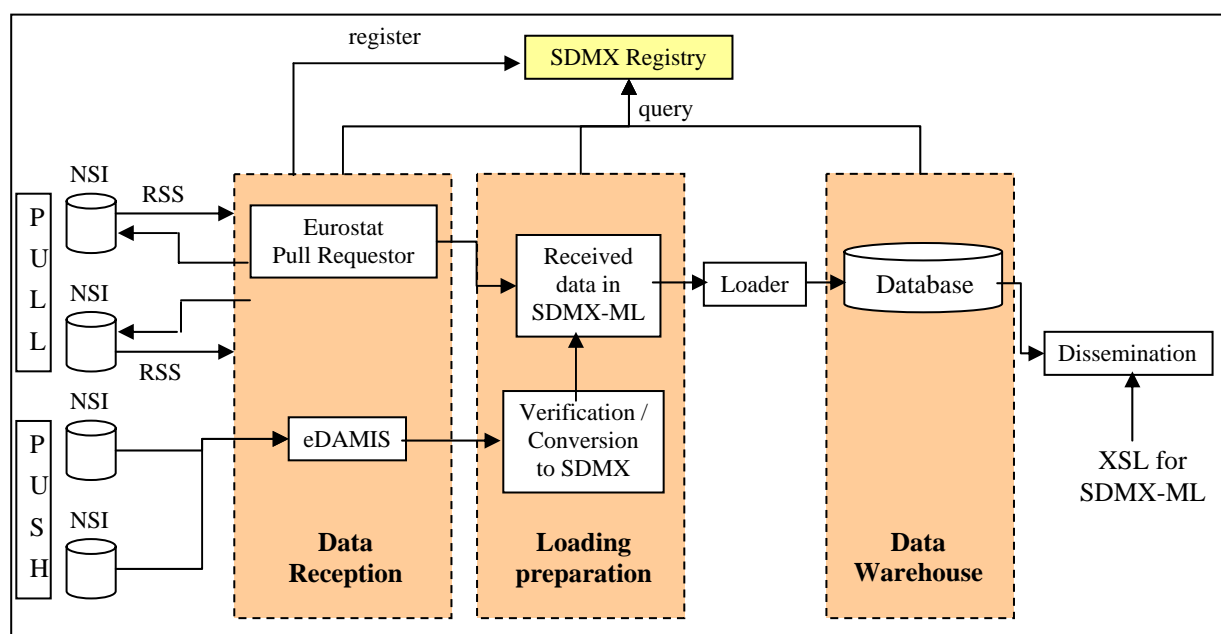 register
SDMX Registry
query
NSI
RSS
P
U
L
L
NSI
RSS
Eurostat
Pull Requestor
Received
data in
SDMX-ML
Loader
Database
Dissemination
NSI
P
U
S
H
NSI
eDAMIS
Verification /
Conversion
to SDMX
XSL for
SDMX-ML
Data
Reception
Loading
preparation
Data
Warehouse